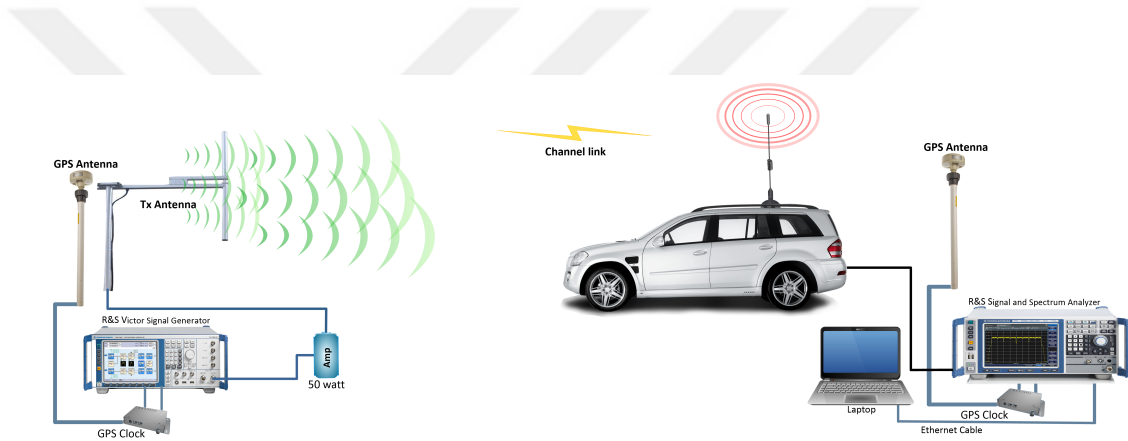 GPS Antenna
Tx Antenna
R&S Victor Signal Generator
Amp
50 watt
GPS Clock
Channel link
GPS Antenna
R&S Signal and Spectrum Analyzer
Laptop
GPS Clock
Ethernet Cable